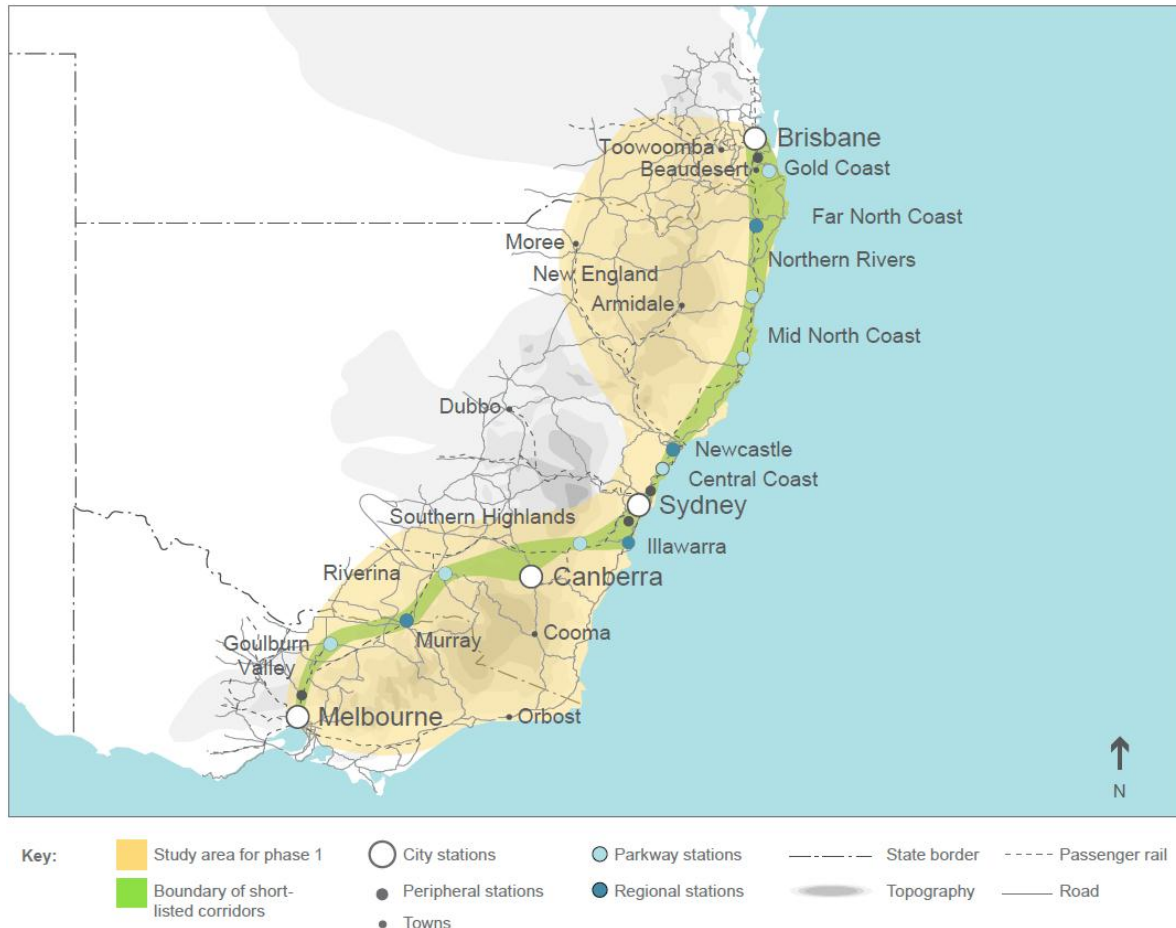 Brisbane
Toowoomba
Beaudesert
Gold Coast
Far North Coast
Moree
New England
Northern Rivers
Armidale
Mid North Coast
Dubbo
Newcastle
Central Coast
Sydney
Southern Highlands
Illawarra
Riverina
Canberra
Cooma
Murray
Goulburn
Valley
Melbourne
Orbost
N
Key:
Study area for phase 1
City stations
Parkway stations
State border
Passenger rail
Boundary of short-
listed corridors
Peripheral stations
Regional stations
Topography
Road
Towns